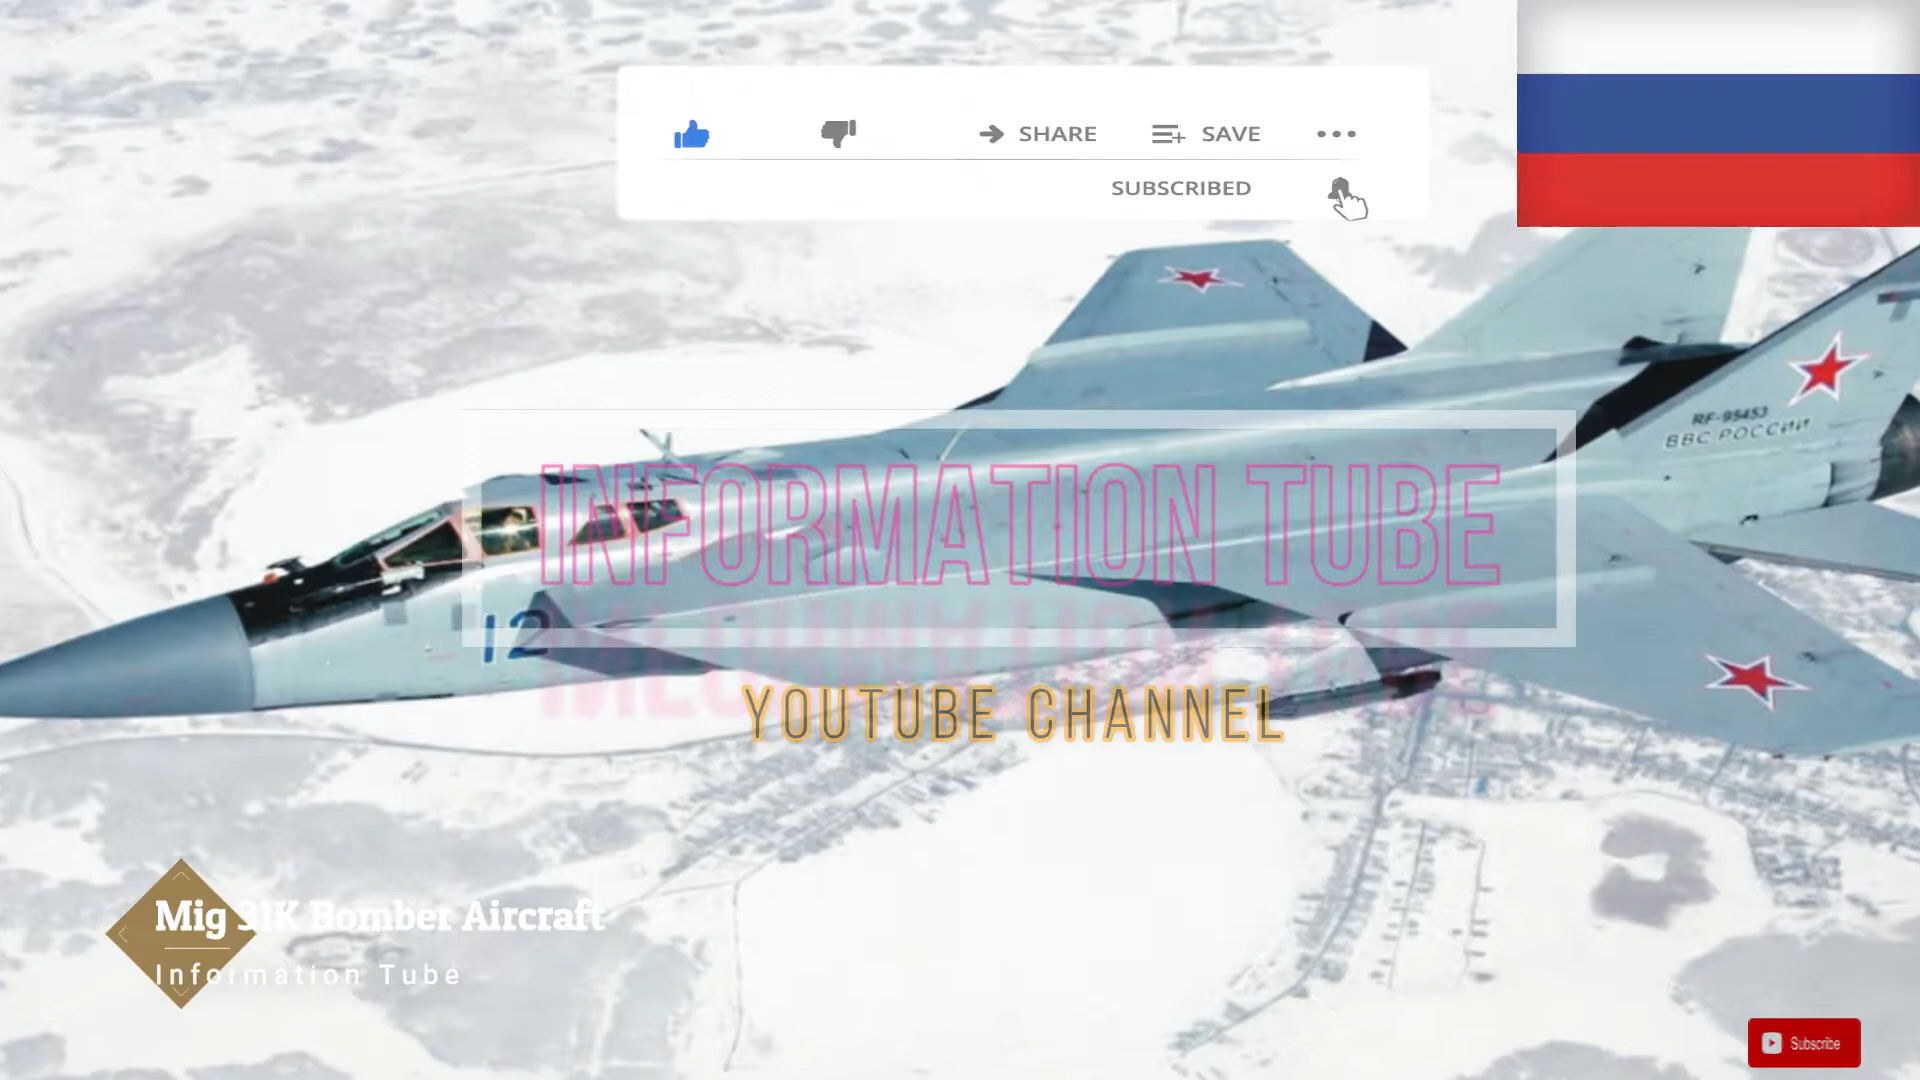 SHARE
SAVE
SUBSCRIBED
RF-95453
ВВС РОССИИ
INFORMATION TUBE
12
YOUTUBE CHANNEL
Mig 31K Bomber Aircraft
Information Tube
Subscribe